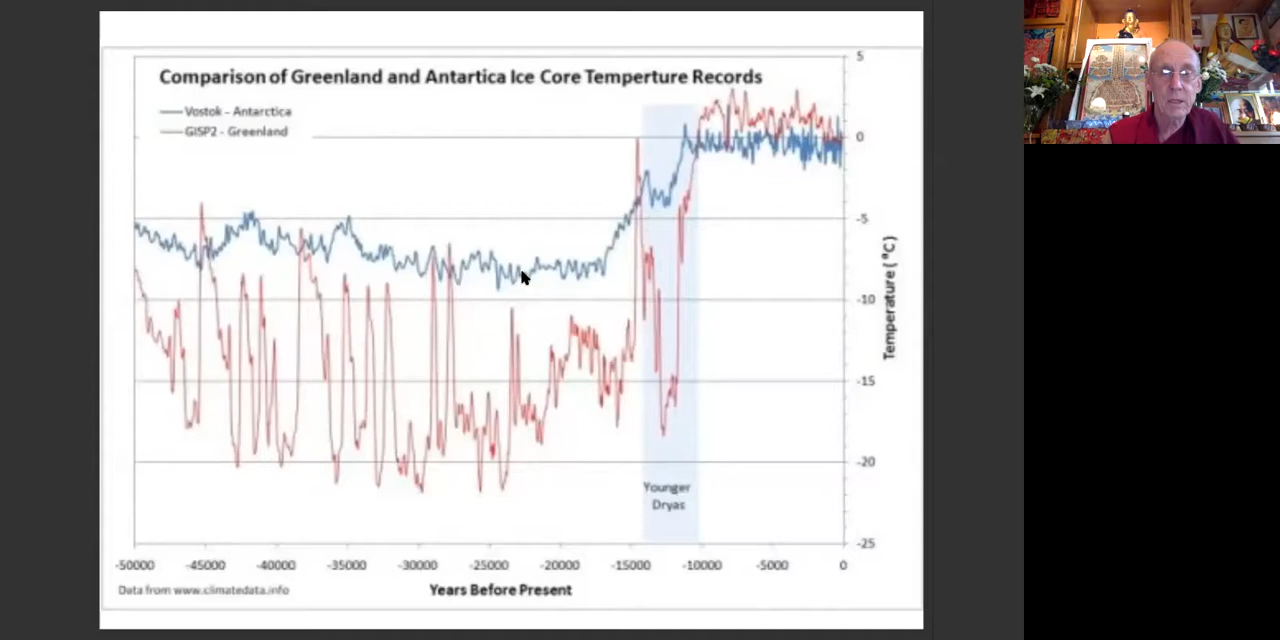 Comparison of Greenland and Antartica Ice Core Temperture Records
Vostok - Antarctica
GISP2 - Greenland
5
0
-5
-10
-15
-20
-25
Temperature ( °C)
Younger
Dryas
-50000 -45000 -40000 -35000 -30000 -25000 -20000 -15000 -10000 -5000 0
Years Before Present
Data from www.climatedata.info